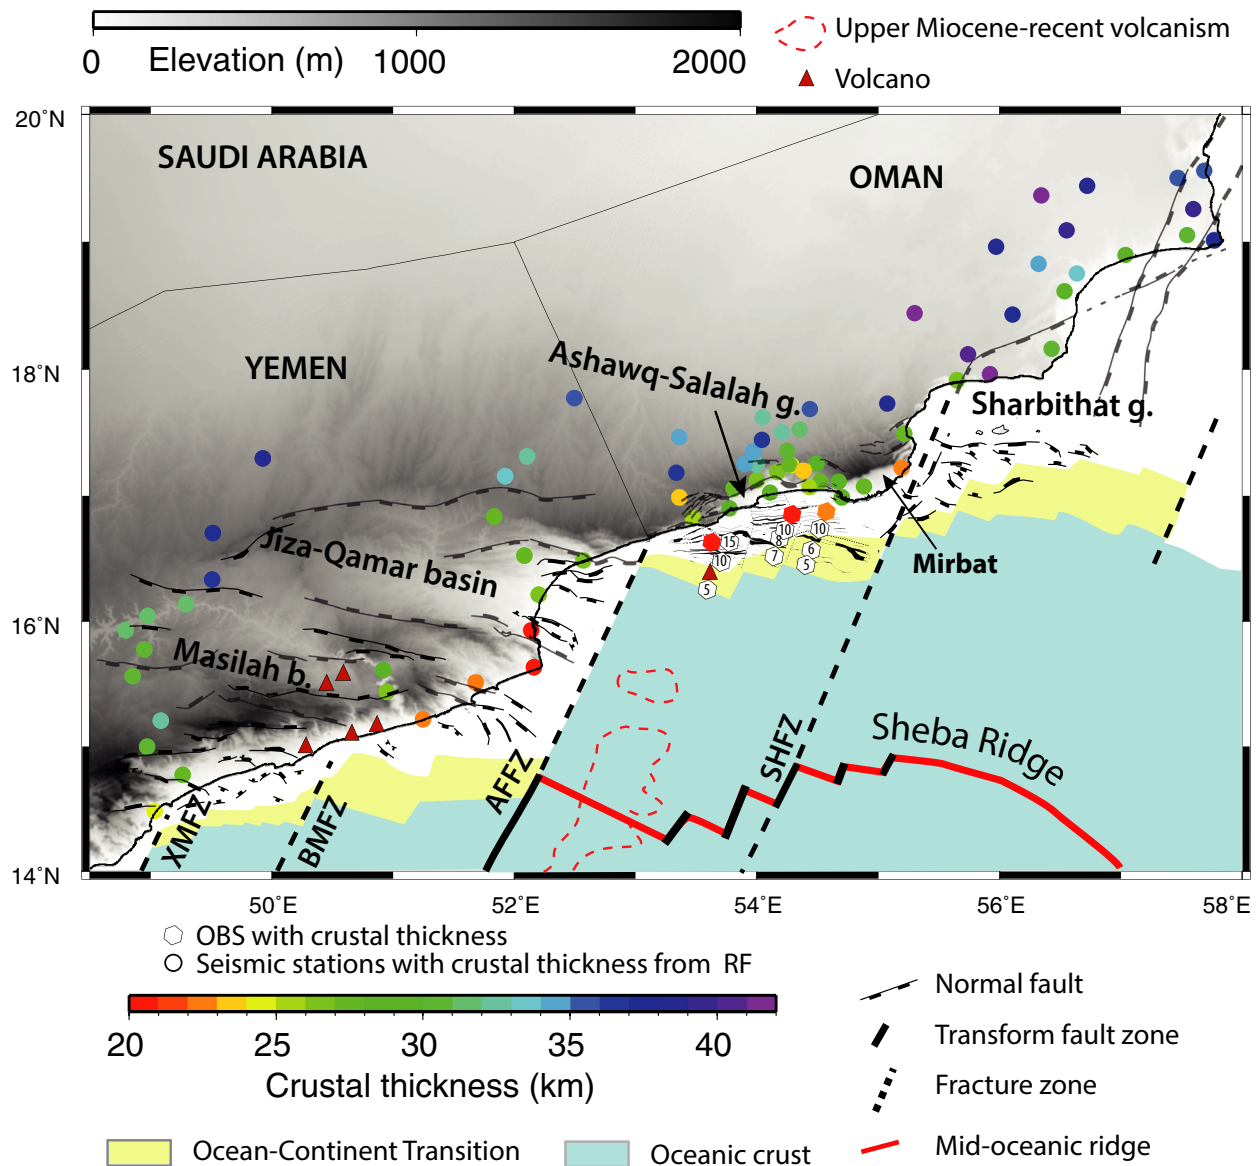 0 Elevation (m) 1000 2000
Upper Miocene-recent volcanism
Volcano
20˚N
SAUDI ARABIA
OMAN
18˚N
YEMEN
Ashawq-Salalah g.
Sharbithat g.
Jiza-Qamar basin
10
10
15
8
6
7
10
5
5
Mirbat
16˚N
Masilah b.
Sheba Ridge
SHFZ
AFFZ
XMFZ
BMFZ
14˚N
50˚E
52˚E
54˚E
56˚E
58˚E
OBS with crustal thickness
Seismic stations with crustal thickness from RF
20 25 30 35 40
Crustal thickness (km)
Normal fault
Transform fault zone
Fracture zone
Mid-oceanic ridge
Ocean-Continent Transition
Oceanic crust